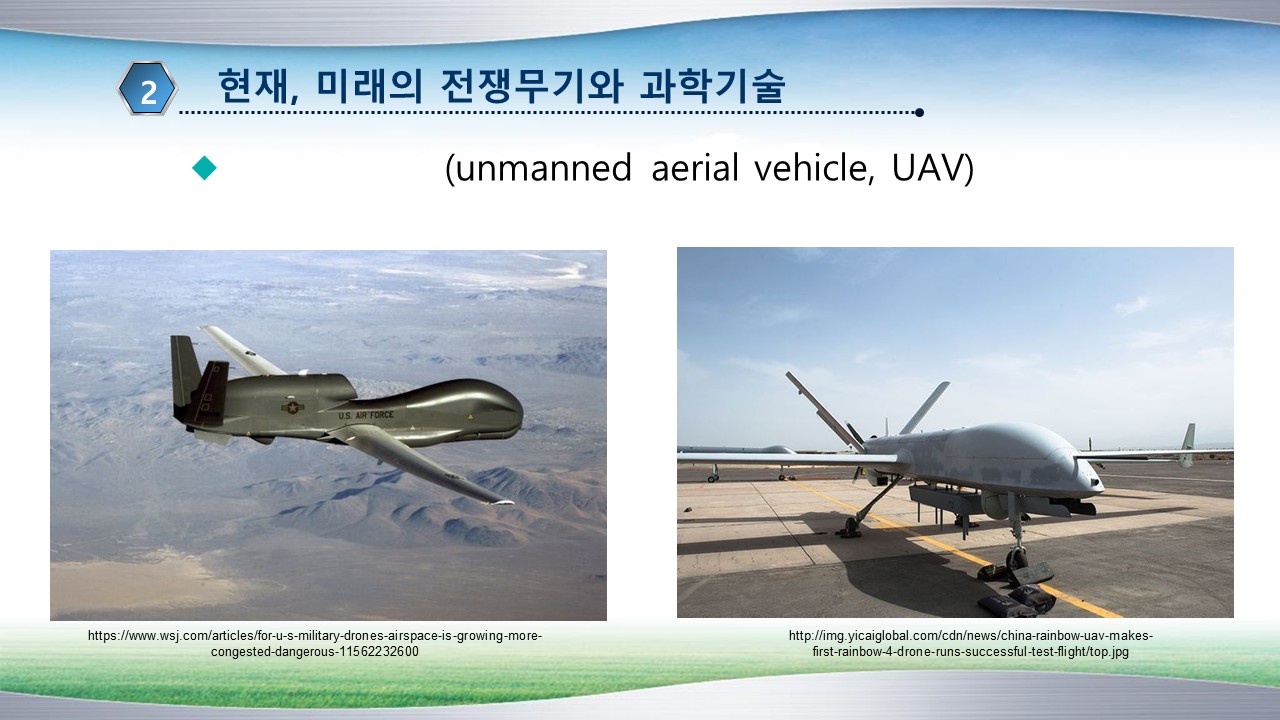 2
현재, 미래의 전쟁무기와 과학기술
(unmanned aerial vehicle, UAV)
U.S. AIR FORCE
https://www.wsj.com/articles/for-u-s-military-drones-airspace-is-growing-more-
congested-dangerous-11562232600
http://img.yicaiglobal.com/cdn/news/china-rainbow-uav-makes-
first-rainbow-4-drone-runs-successful-test-flight/top.jpg